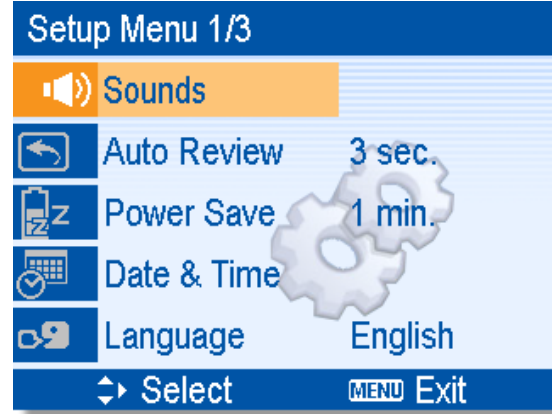 Setup Menu 1/3
Sounds
Auto Review 3 sec.
Power Save 1 min.
Date & Time
Language English
Select MENU Exit